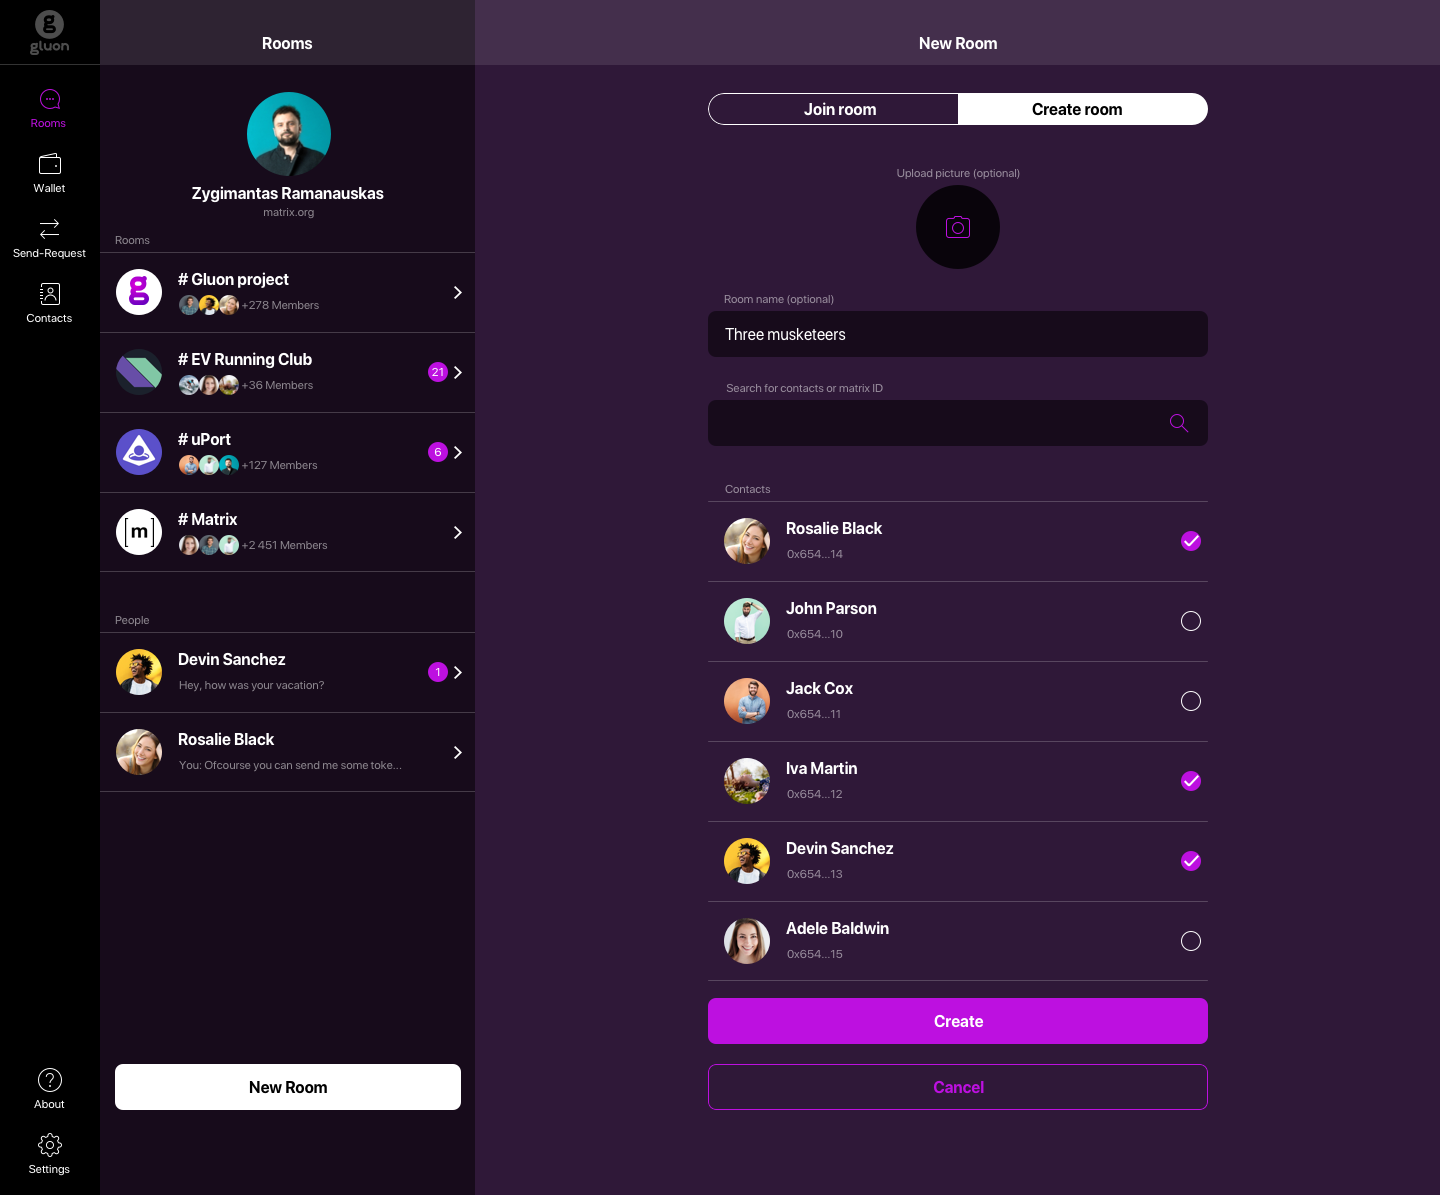 gluon
Rooms
Wallet
Send-Request
Contacts
About
Settings
Rooms
Zygimantas Ramanauskas
matrix.org
Rooms
# Gluon project
+278 Members
# EV Running Club
+36 Members
21
# uPort
+127 Members
6
[m]
# Matrix
+2 451 Members
People
Devin Sanchez
Hey, how was your vacation?
1
Rosalie Black
You: Ofcourse you can send me some toke...
New Room
New Room
Join room
Create room
Upload picture (optional)
Room name (optional)
Three musketeers
Search for contacts or matrix ID
Contacts
Rosalie Black
0x654...14
John Parson
0x654...10
Jack Cox
0x654...11
Iva Martin
0x654...12
Devin Sanchez
0x654...13
Adele Baldwin
0x654...15
Create
Cancel